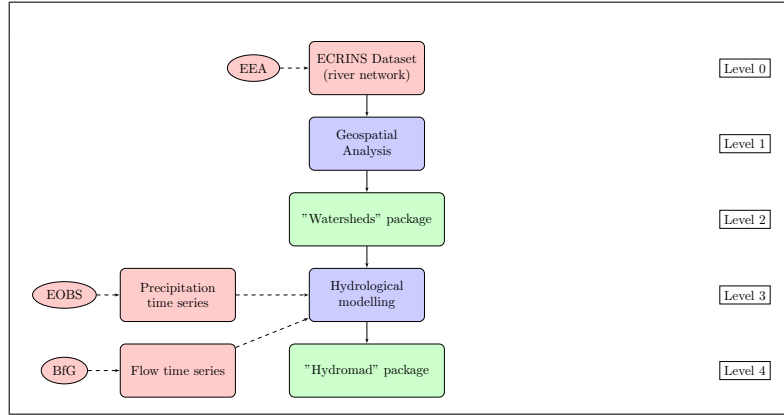 EEA
ECRINS Dataset
(river network)
Level 0
Geospatial
Analysis
Level 1
"Watersheds" package
Level 2
EOBS
Precipitation
time series
Hydrological
modelling
Level 3
BfG
Flow time series
"Hydromad" package
Level 4